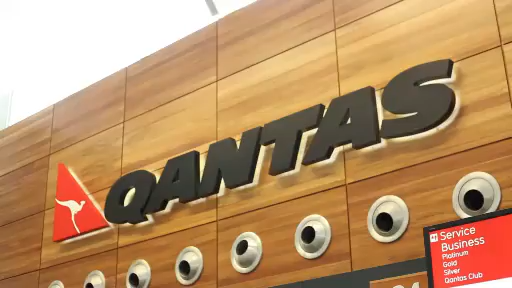 QANTAS
Service
Business
Platinum
Gold
Silver
Qantas Club